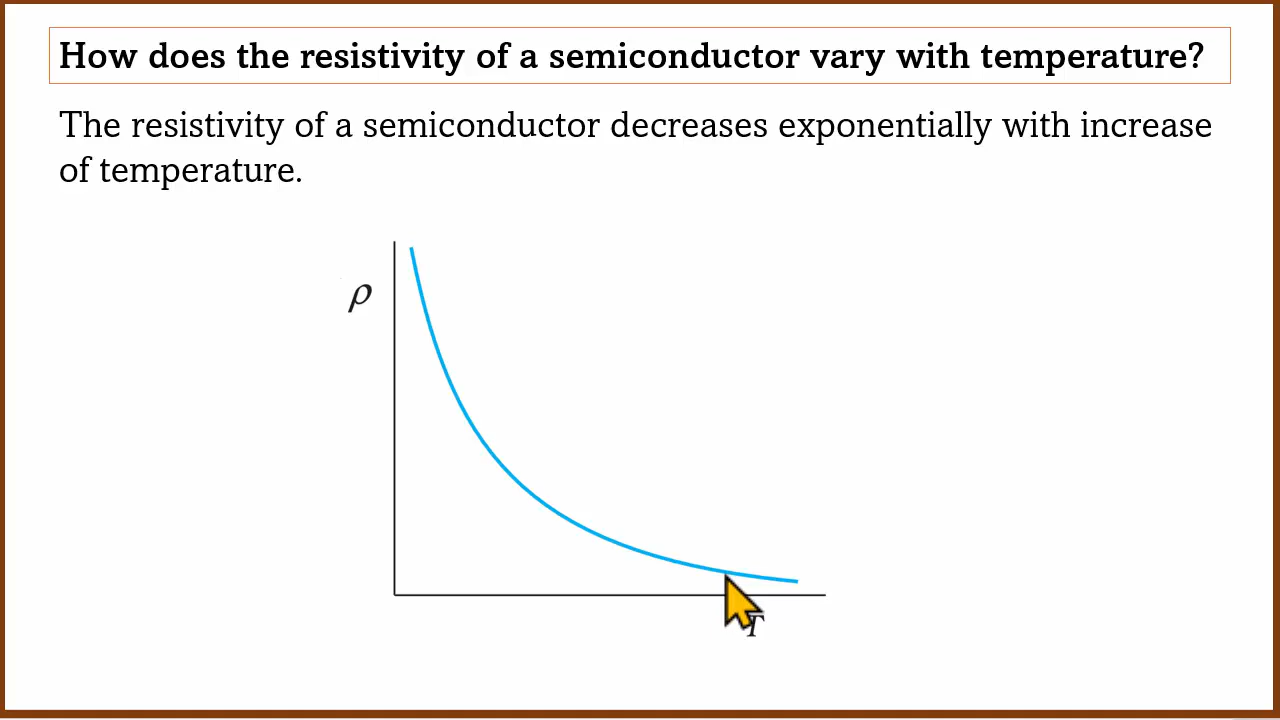 How does the resistivity of a semiconductor vary with temperature?
The resistivity of a semiconductor decreases exponentially with increase
of temperature.
ρ
T